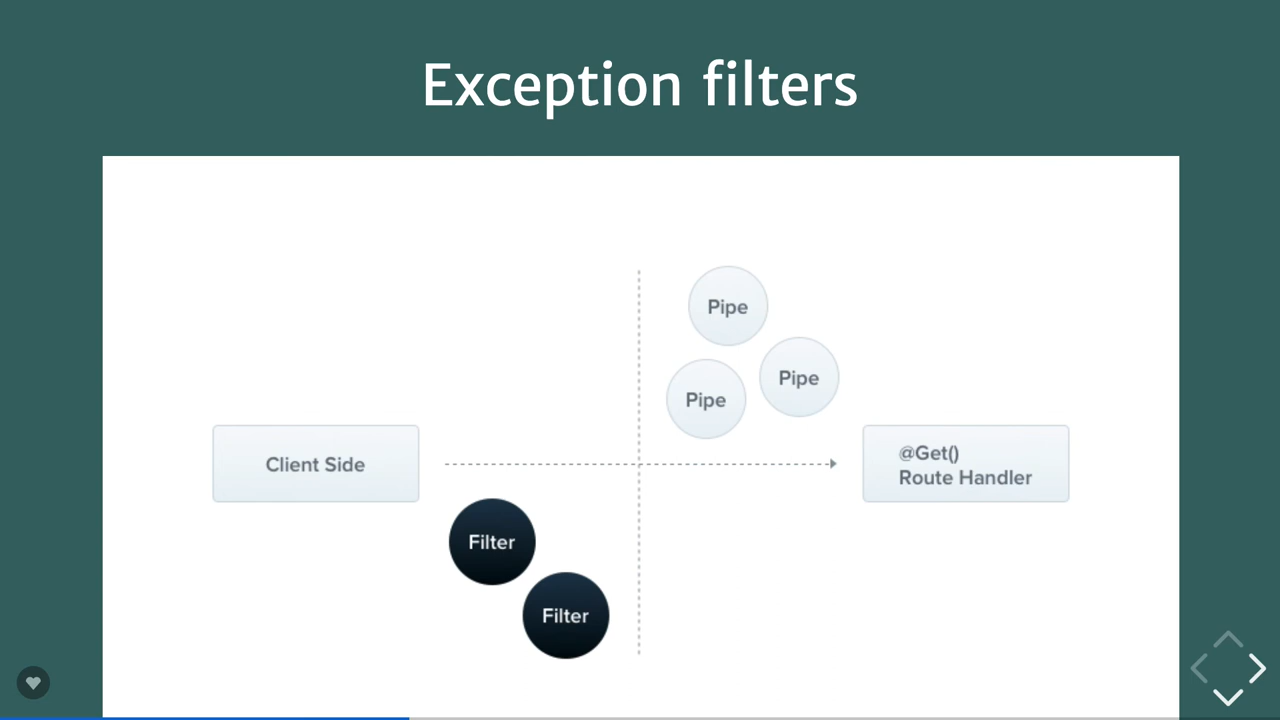 Exception filters
Pipe
Pipe
Pipe
Client Side
@Get()
Route Handler
Filter
Filter